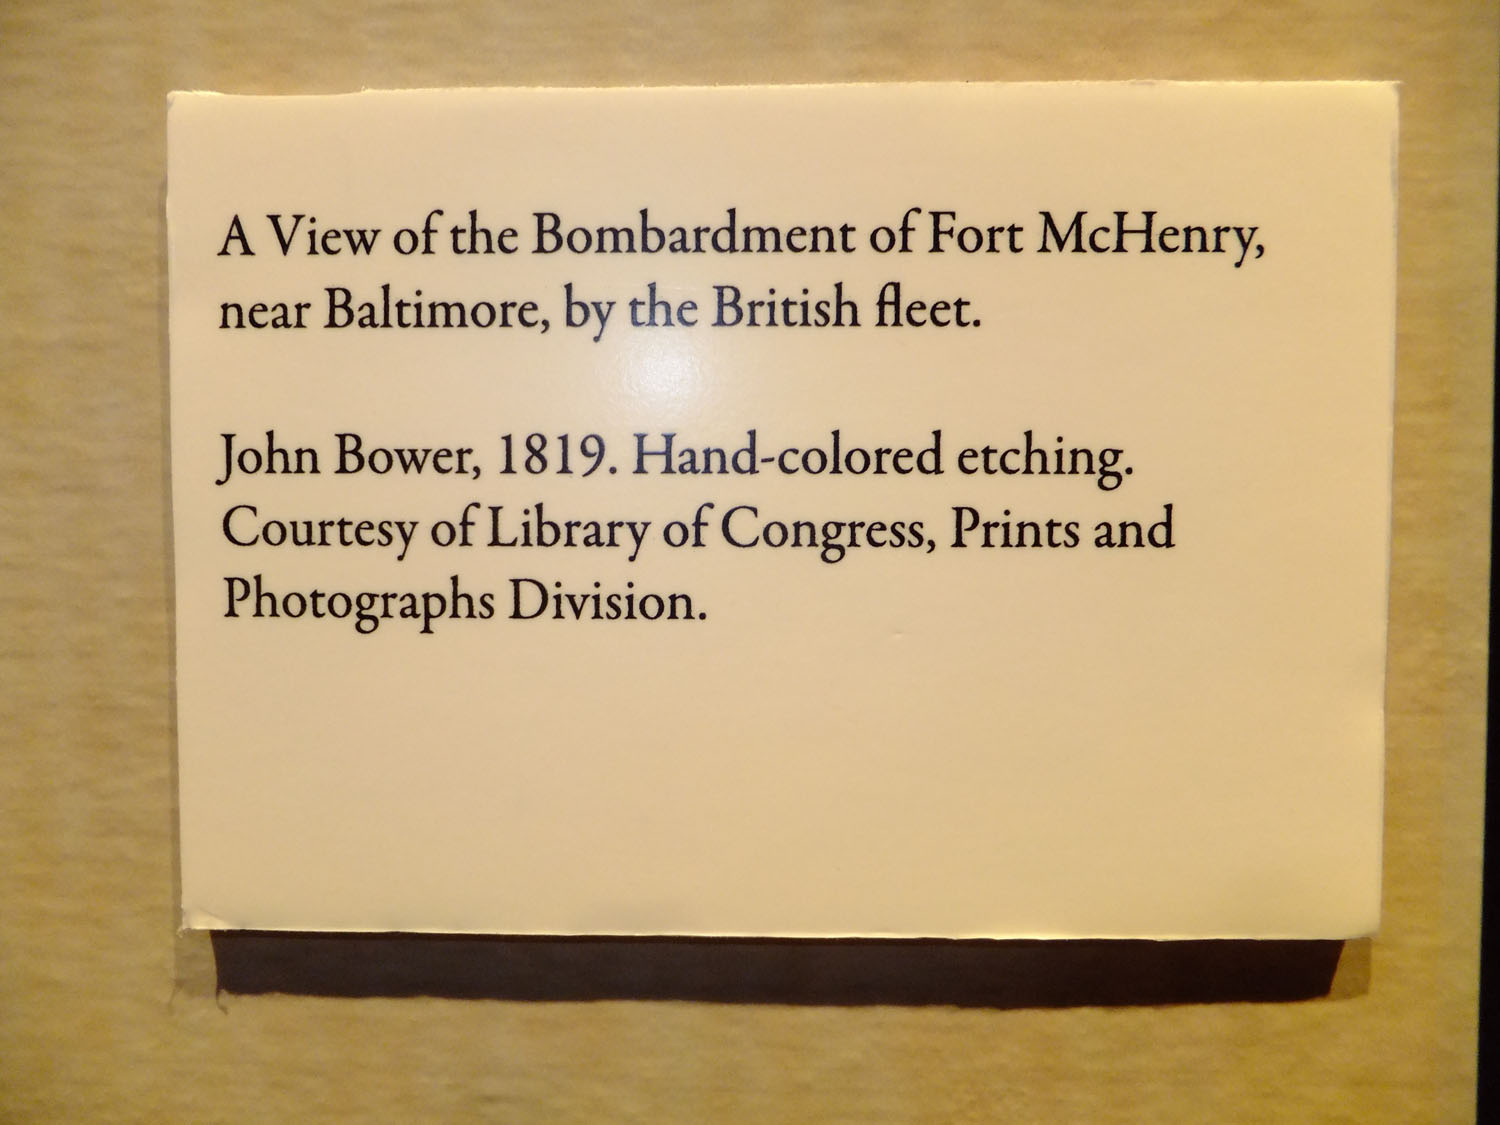 A View of the Bombardment of Fort McHenry,
near Baltimore, by the British fleet.
John Bower, 1819. Hand-colored etching.
Courtesy of Library of Congress, Prints and
Photographs Division.